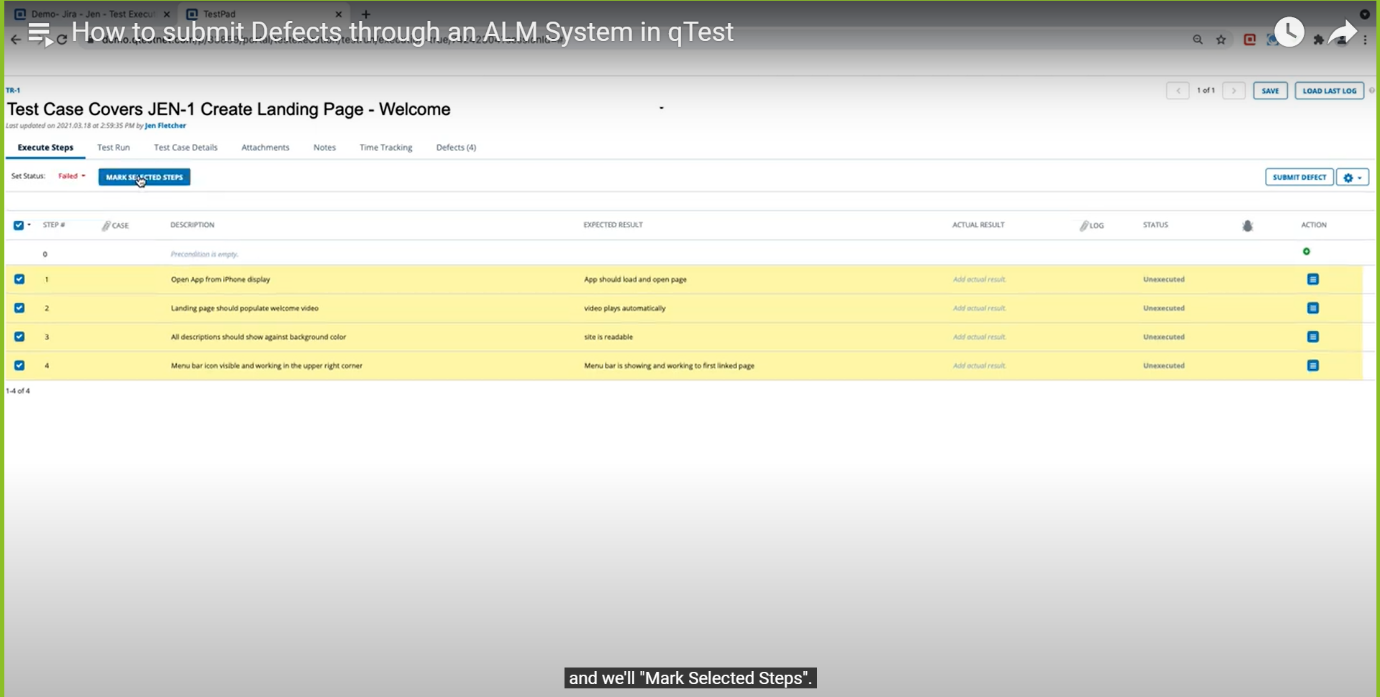 Demo- Jira - Jen - Test Execut
TestPad
How to submit Defects through an ALM System in qTest
TR-1
1 of 1
SAVE
LOAD LAST LOG
Test Case Covers JEN-1 Create Landing Page - Welcome
Last updated on 2021.03.18 at 2:59:35 PM by Jen Fletcher
Execute Steps Test Run Test Case Details Attachments Notes Time Tracking Defects (4)
Set Status: Failed MARK SELECTED STEPS SUBMIT DEFECT
STEP # CASE DESCRIPTION EXPECTED RESULT ACTUAL RESULT LOG STATUS ACTION
0 Precondition is empty.
1 Open App from iPhone display App should load and open page Add actual result. Unexecuted
2 Landing page should populate welcome video video plays automatically Add actual result. Unexecuted
3 All descriptions should show against background color site is readable Add actual result. Unexecuted
4 Menu bar icon visible and working in the upper right corner Menu bar is showing and working to first linked page Add actual result. Unexecuted
1-4 of 4
and we'll "Mark Selected Steps".